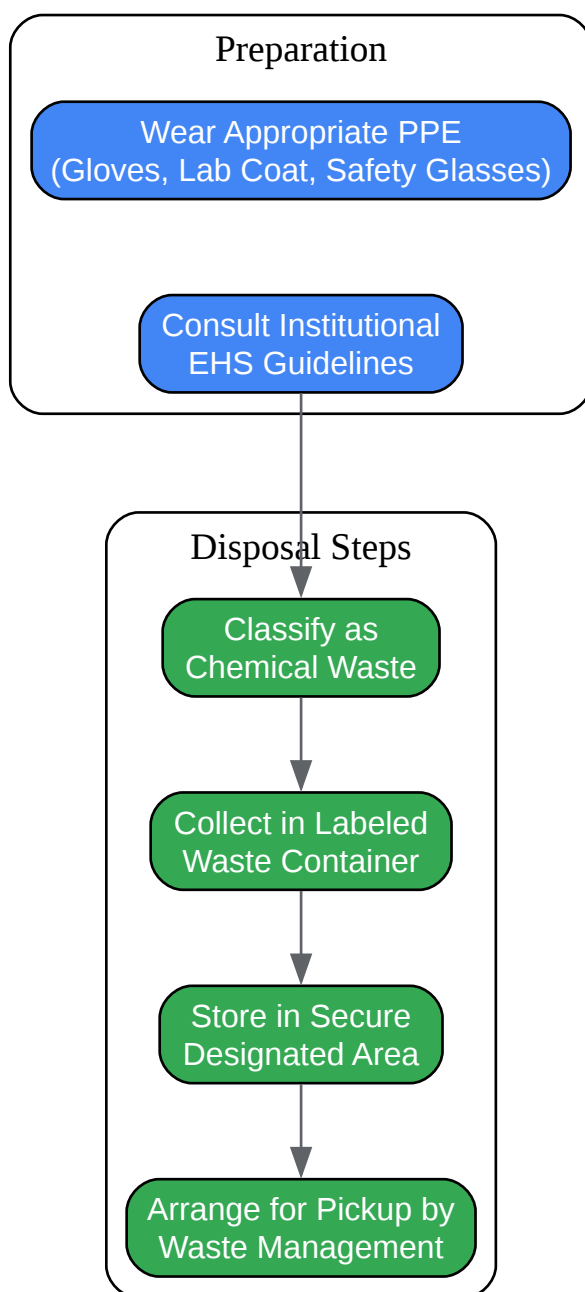 Preparation
Wear Appropriate PPE
(Gloves, Lab Coat, Safety Glasses)
Consult Institutional
EHS Guidelines
Disposal Steps
Classify as
Chemical Waste
Collect in Labeled
Waste Container
Store in Secure
Designated Area
Arrange for Pickup by
Waste Management